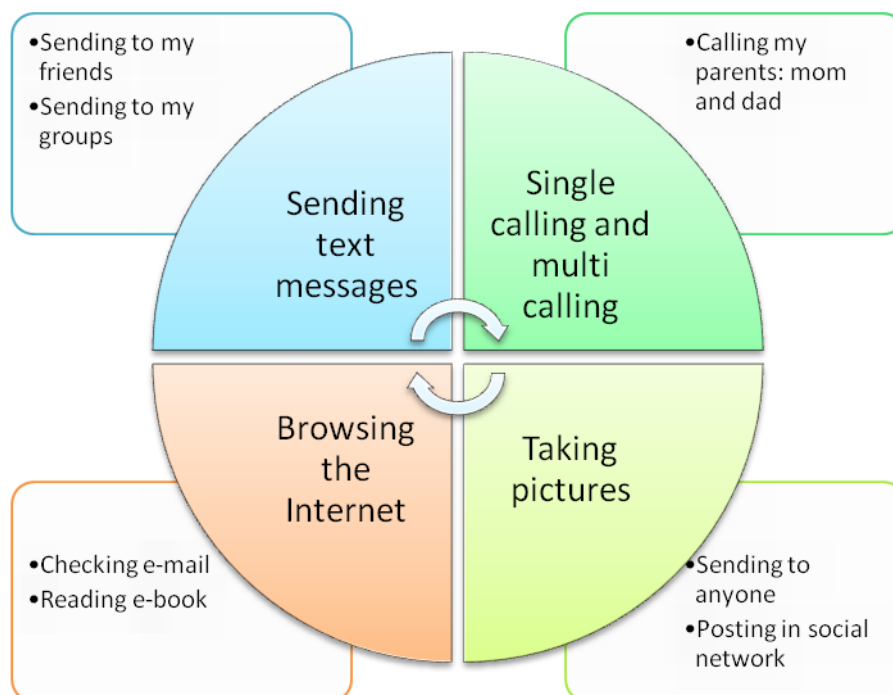 •Sending to my
friends
•Sending to my
groups
•Calling my
parents: mom
and dad
Sending
text
messages
Single
calling and
multi
calling
Browsing
the
Internet
Taking
pictures
•Checking e-mail
•Reading e-book
•Sending to
anyone
•Posting in social
network